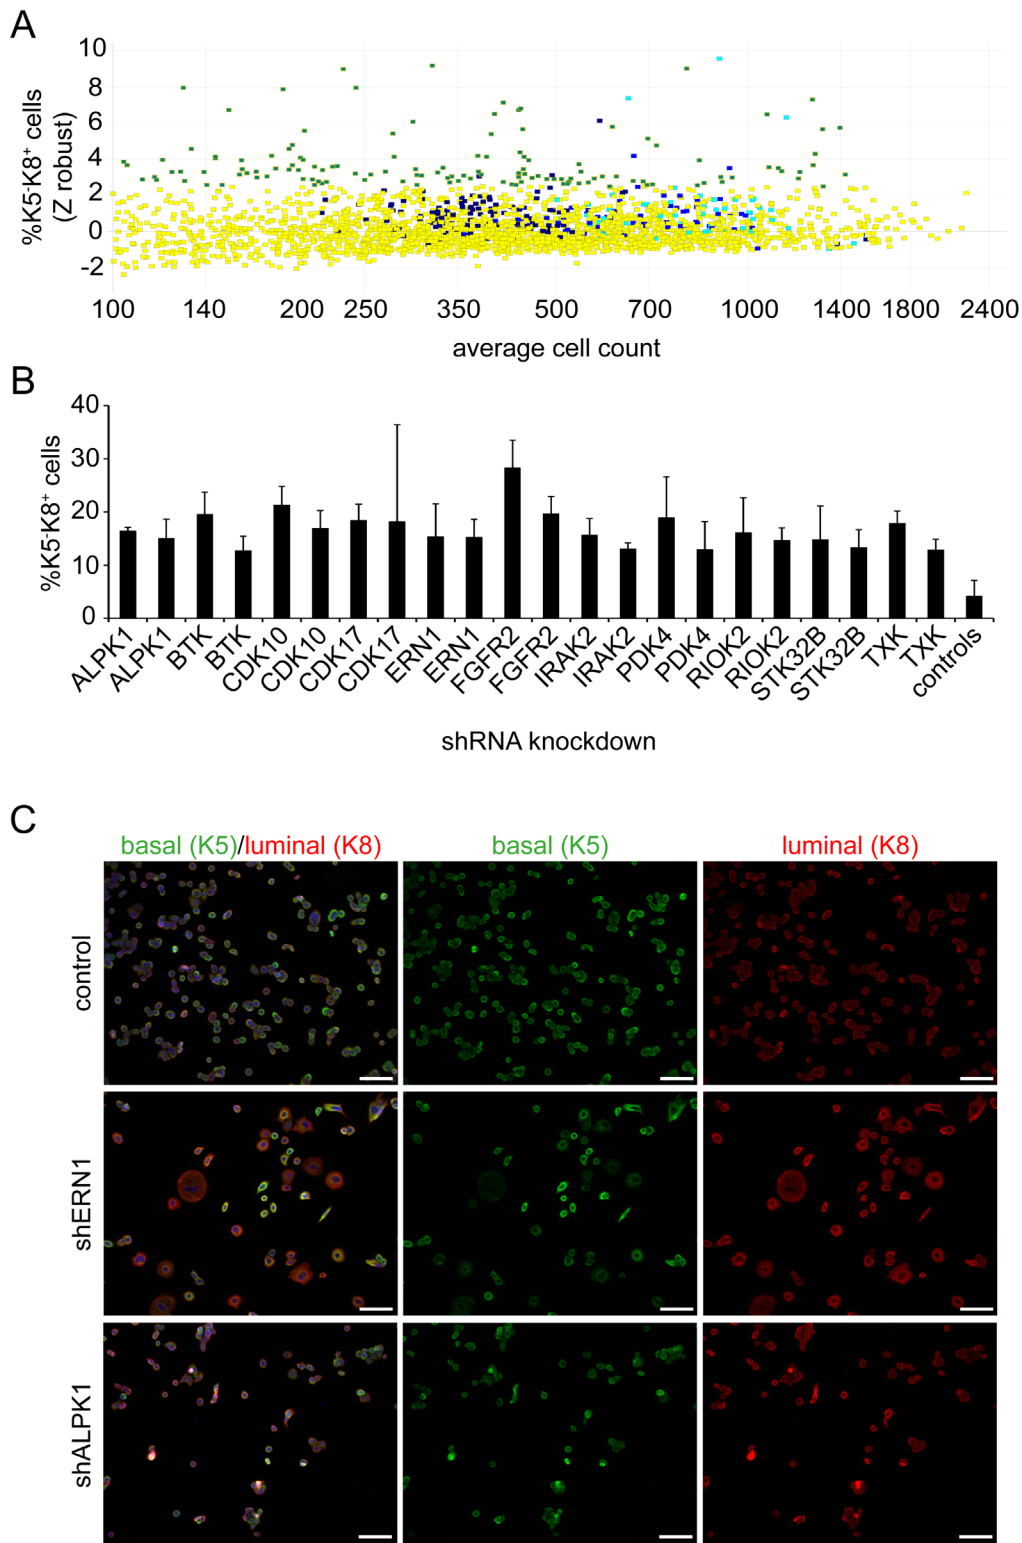 A
%K5-K8+ cells
(Z robust)
10
8
6
4
2
0
-2
100 140 200 250 350 500 700 1000 1400 1800 2400
average cell count
B
%K5-K8+ cells
40
30
20
10
0
ALPK1 ALPK1 BTK BTK CDK10 CDK10 CDK17 CDK17 ERN1 ERN1 FGFR2 FGFR2 IRAK2 IRAK2 PDK4 PDK4 RIOK2 RIOK2 STK32B STK32B TXK TXK controls
shRNA knockdown
C
basal (K5)/luminal (K8) basal (K5) luminal (K8)
control
shERN1
shALPK1